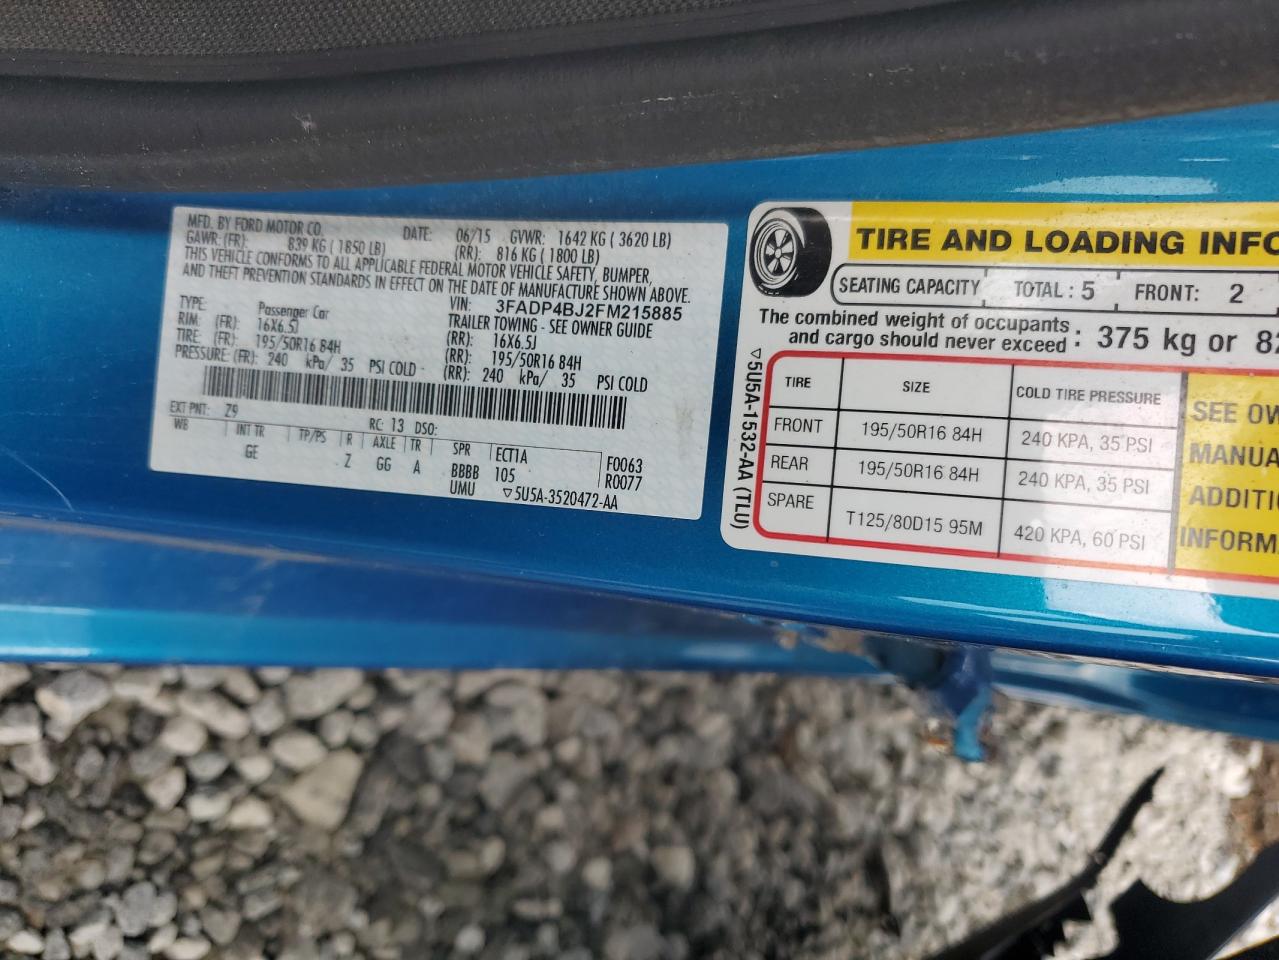 MFD. BY FORD MOTOR CO. DATE: 06/15 GVWR: 1642 KG ( 3620 LB)
GAWR: (FR): 839 KG ( 1850 LB) (RR): 816 KG ( 1800 LB)
THIS VEHICLE CONFORMS TO ALL APPLICABLE FEDERAL MOTOR VEHICLE SAFETY, BUMPER,
AND THEFT PREVENTION STANDARDS IN EFFECT ON THE DATE OF MANUFACTURE SHOWN ABOVE.
VIN: 3FADP4BJ2FM215885
TYPE: Passenger Car TRAILER TOWING - SEE OWNER GUIDE
RIM: (FR): 16X6.5J (RR): 16X6.5J
TIRE: (FR): 195/50R16 84H (RR): 195/50R16 84H
PRESSURE: (FR): 240 kPa/ 35 PSI COLD - (RR): 240 kPa/ 35 PSI COLD
EXT PNT: Z9 RC: 13 DSO:
WB INT TR TP/PS R AXLE TR SPR ECT1A F0063
GE Z GG A BBBB 105 R0077
UMU ▽5U5A-3520472-AA
TIRE AND LOADING INFO
SEATING CAPACITY TOTAL : 5 FRONT: 2
The combined weight of occupants
and cargo should never exceed : 375 kg or 82
▽5U5A-1532-AA (TLU)
TIRE SIZE COLD TIRE PRESSURE
FRONT 195/50R16 84H 240 KPA, 35 PSI
REAR 195/50R16 84H 240 KPA, 35 PSI
SPARE T125/80D15 95M 420 KPA, 60 PSI
SEE OW
MANUA
ADDITIO
INFORM